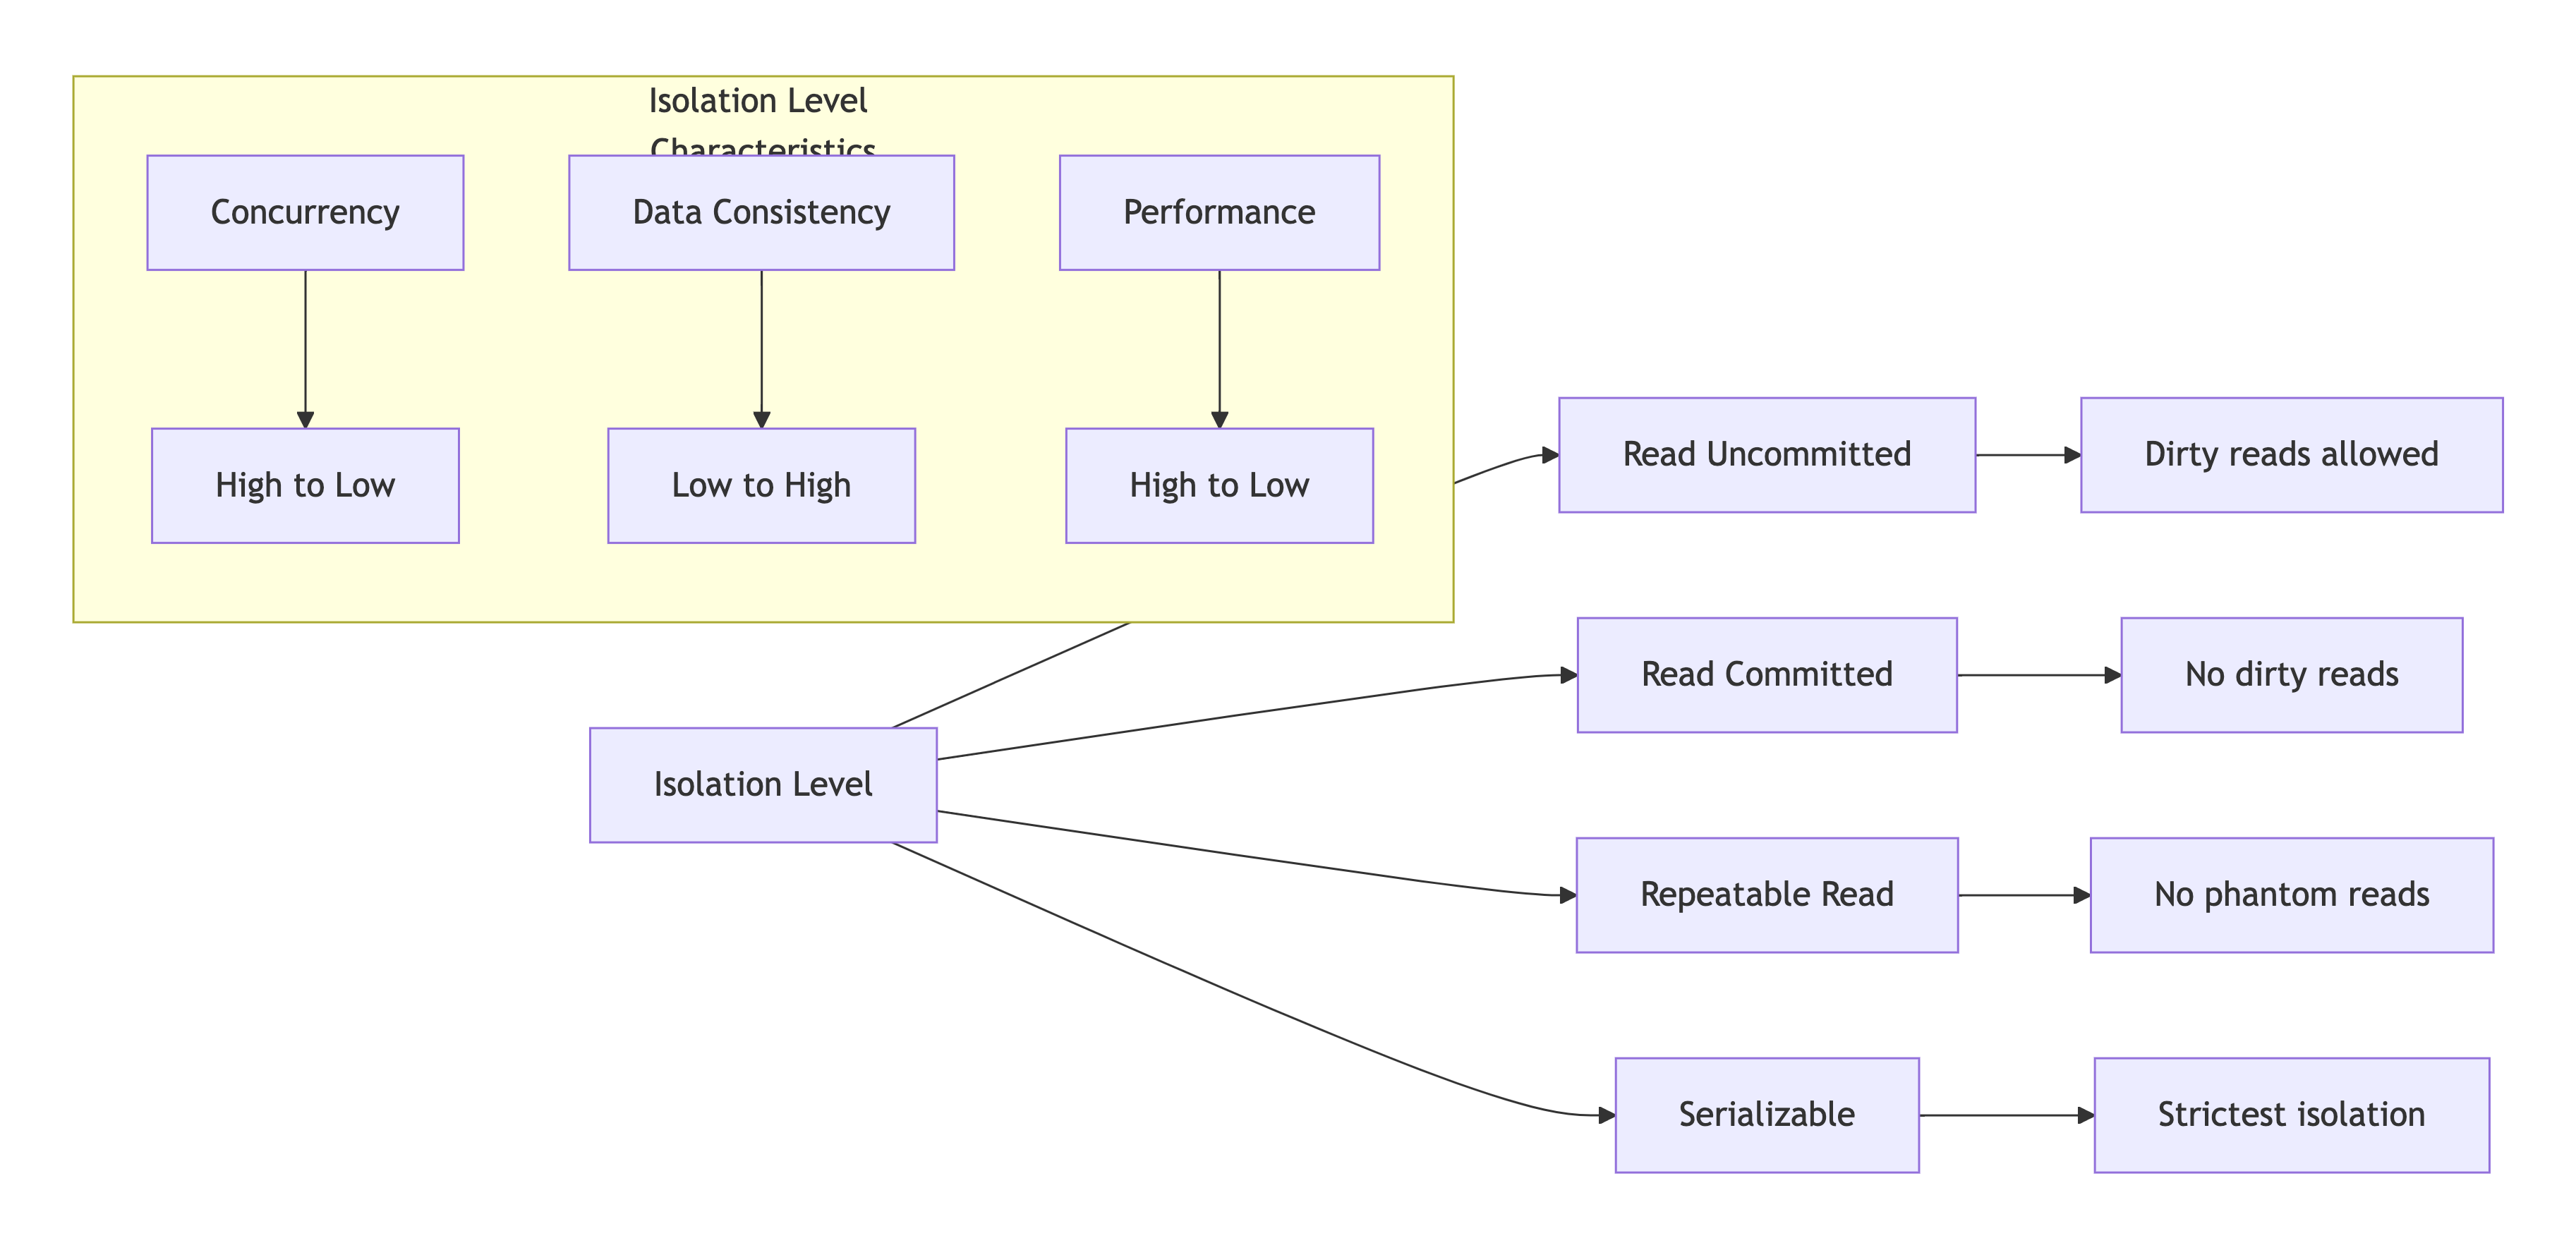 Isolation Level
Characteristics
Concurrency
Data Consistency
Performance
High to Low
Low to High
High to Low
Read Uncommitted
Dirty reads allowed
Read Committed
No dirty reads
Isolation Level
Repeatable Read
No phantom reads
Serializable
Strictest isolation